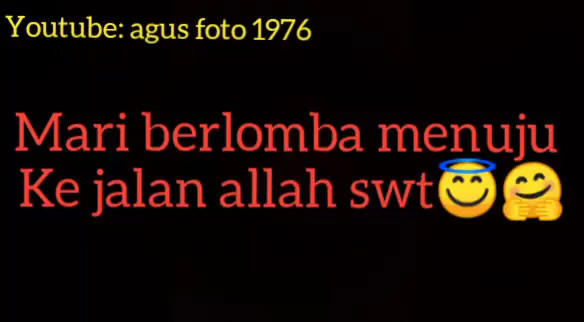 Youtube: agus foto 1976
Mari berlomba menuju
Ke jalan allah swt😇🤗